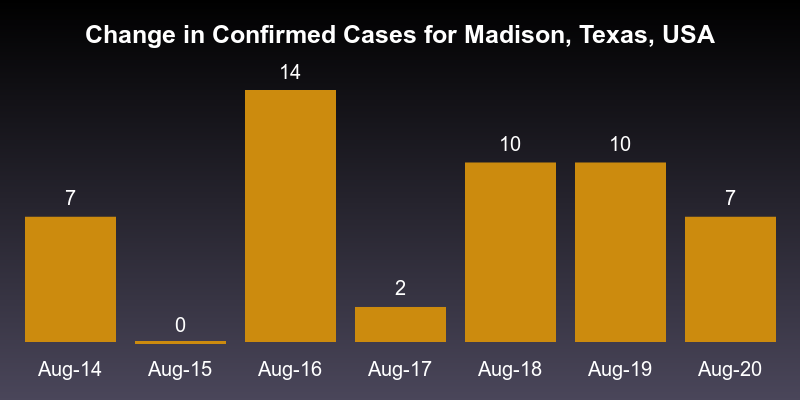 Change in Confirmed Cases for Madison, Texas, USA
7
0
14
2
10
10
7
Aug-14
Aug-15
Aug-16
Aug-17
Aug-18
Aug-19
Aug-20